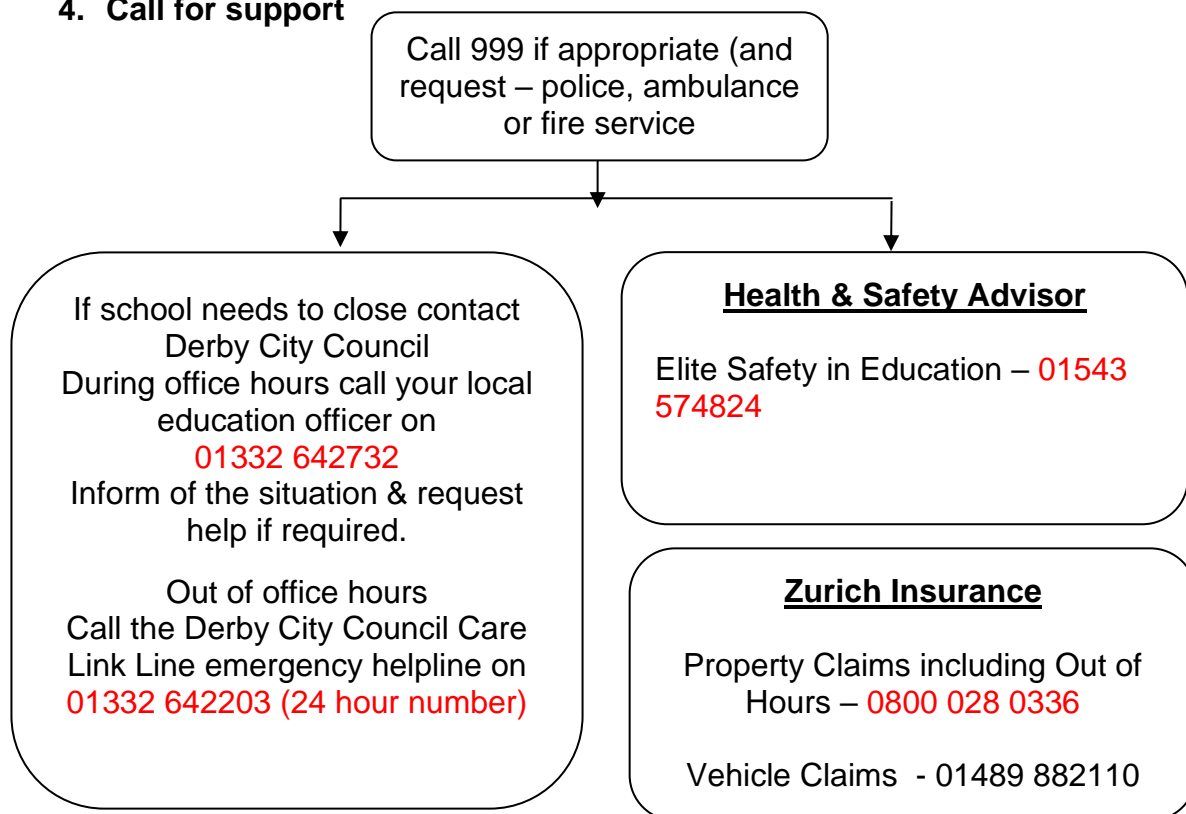 4. Call for support
Call 999 if appropriate (and
request – police, ambulance
or fire service
If school needs to close contact
Derby City Council
During office hours call your local
education officer on
01332 642732
Inform of the situation & request
help if required.
Out of office hours
Call the Derby City Council Care
Link Line emergency helpline on
01332 642203 (24 hour number)
Health & Safety Advisor
Elite Safety in Education – 01543
574824
Zurich Insurance
Property Claims including Out of
Hours – 0800 028 0336
Vehicle Claims - 01489 882110